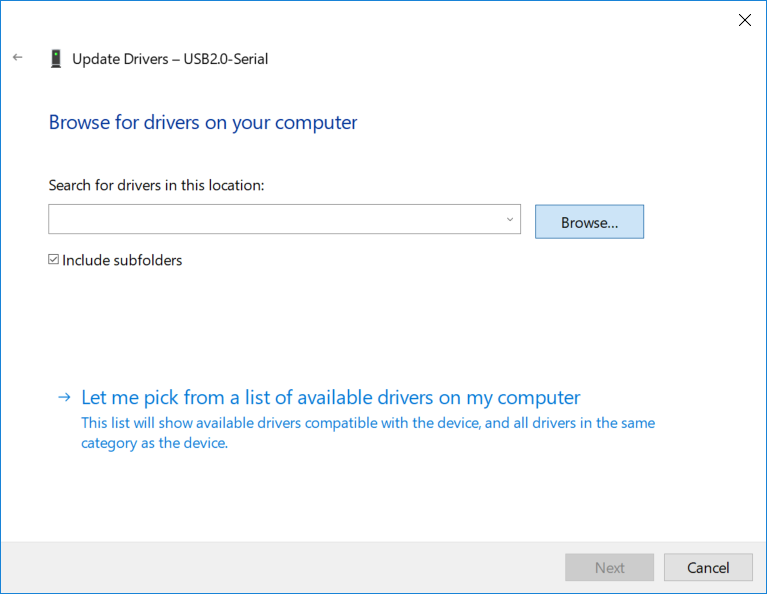 Update Drivers – USB2.0-Serial
Browse for drivers on your computer
Search for drivers in this location:
Browse...
Include subfolders
Let me pick from a list of available drivers on my computer
This list will show available drivers compatible with the device, and all drivers in the same
category as the device.
Next
Cancel